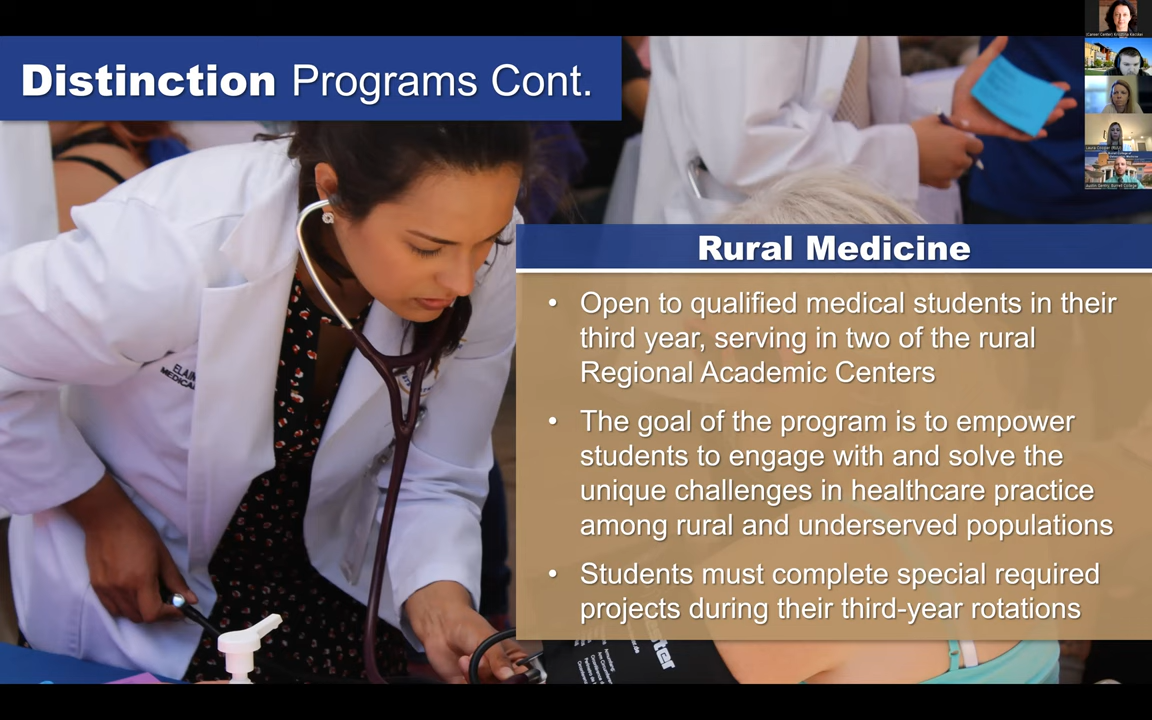 Distinction Programs Cont.
Rural Medicine
• Open to qualified medical students in their
third year, serving in two of the rural
Regional Academic Centers
• The goal of the program is to empower
students to engage with and solve the
unique challenges in healthcare practice
among rural and underserved populations
• Students must complete special required
projects during their third-year rotations
ELAIN
MEDICAL
ster